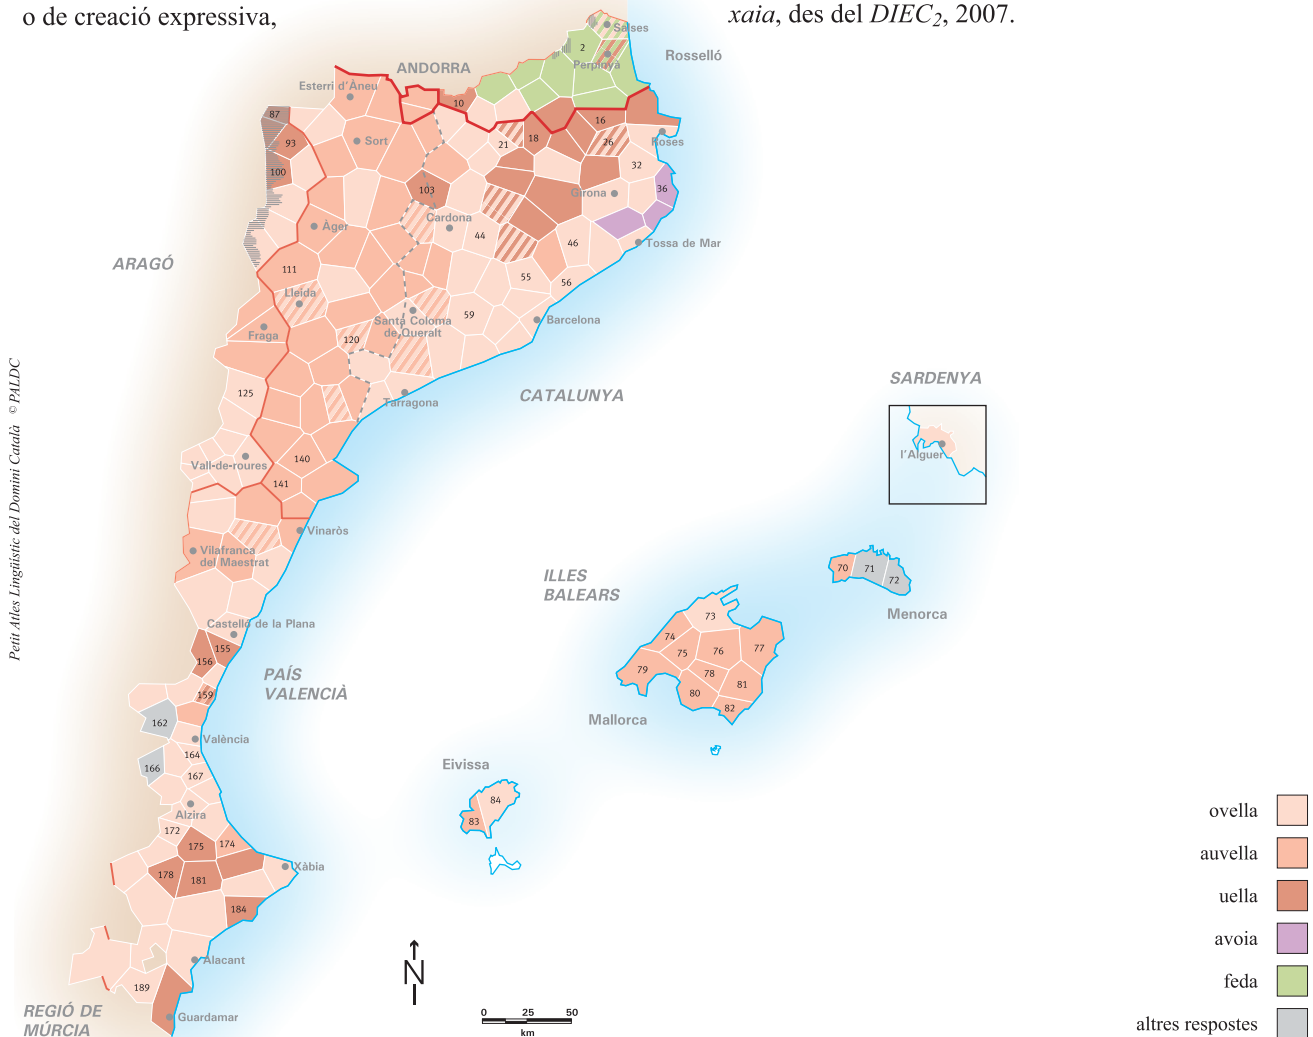 o de creació expressiva,
xaia, des del DIEC2, 2007.
Salses
2
Rosselló
Perpinyà
ANDORRA
Esterri d'Àneu
10
87
16
Roses
93
Sort
18
26
21
32
100
103
36
Girona
Cardona
Àger
44
46
Tossa de Mar
ARAGÓ
111
55
56
Lleida
59
Santa Coloma
de Queralt
Barcelona
Fraga
120
Petit Atles Lingüístic del Domini Català © PALDC
SARDENYA
125
CATALUNYA
Tarragona
l'Alguer
Vall-de-roures
140
141
Vinaròs
Vilafranca
del Maestrat
ILLES
BALEARS
70
71
72
Menorca
73
Castelló de la Plana
74
155
75
76
77
156
79
78
PAÍS
VALENCIÀ
81
80
159
82
Mallorca
162
València
164
Eivissa
166
167
84
Alzira
83
172
175
174
Xàbia
178
181
184
Alacant
N
189
REGIÓ DE
MÚRCIA
Guardamar
0 25 50
km
ovella
auvella
uella
avoia
feda
altres respostes